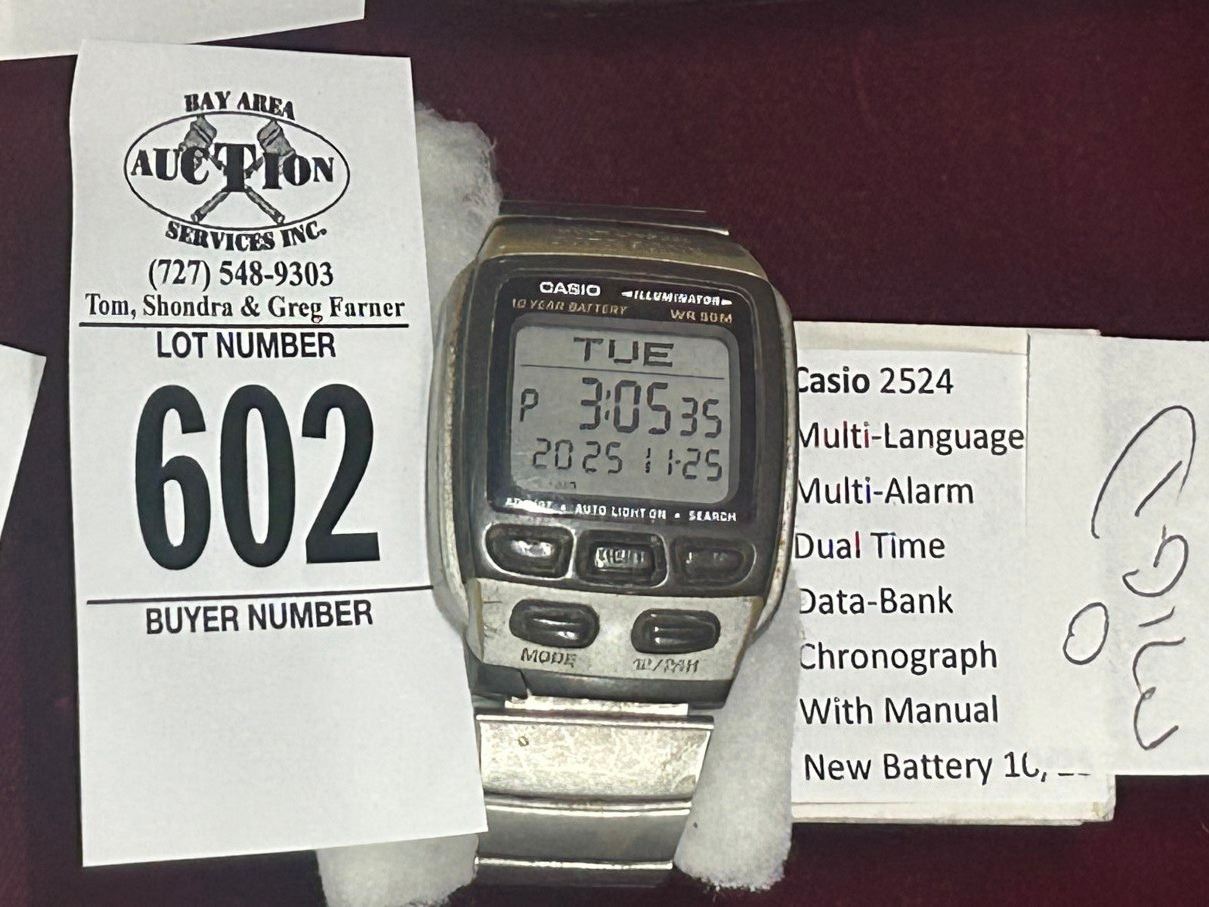 BAY AREA
AUCTION
SERVICES INC.
(727) 548-9303
Tom, Shondra & Greg Farner
LOT NUMBER
602
BUYER NUMBER
CASIO ILLUMINATOR
10 YEAR BATTERY WR 50M
TUE
P 3:05 35
2025 11-25
AUTO LIGHT ON • SEARCH
MODE 12/24H
Casio 2524
Multi-Language
Multi-Alarm
Dual Time
Data-Bank
Chronograph
With Manual
New Battery